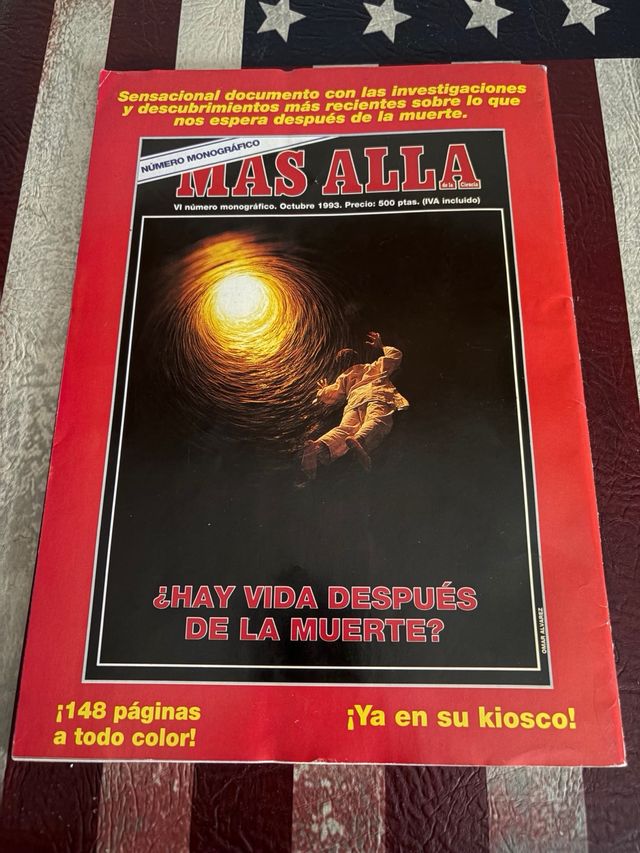 Sensacional documento con las investigaciones
y descubrimientos más recientes sobre lo que
nos espera después de la muerte.
NÚMERO MONOGRÁFICO
MAS ALLA
de la Ciencia
VI número monográfico. Octubre 1993. Precio: 500 ptas. (IVA incluido)
¿HAY VIDA DESPUÉS
DE LA MUERTE?
OMAR ALVAREZ
¡148 páginas
a todo color!
¡Ya en su kiosco!